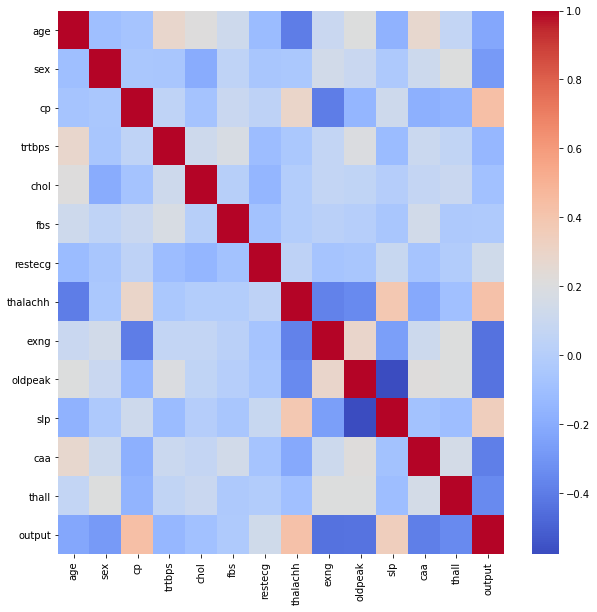 age
sex
cp
trtbps
chol
fbs
restecg
thalachh
exng
oldpeak
slp
caa
thall
output
age
sex
cp
trtbps
chol
fbs
restecg
thalachh
exng
oldpeak
slp
caa
thall
output
1.0
0.8
0.6
0.4
0.2
0.0
−0.2
−0.4